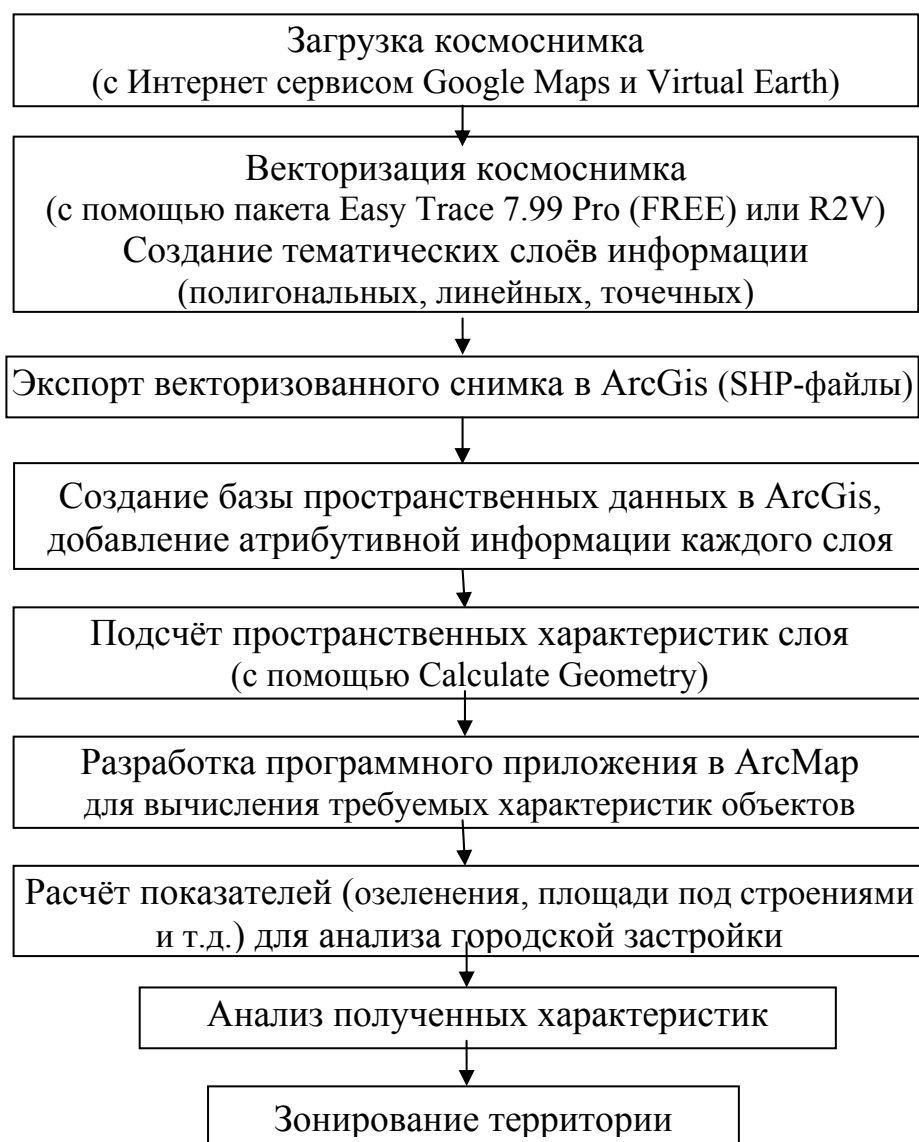 Загрузка космоснимка
(с Интернет сервисом Google Maps и Virtual Earth)
Векторизация космоснимка
(с помощью пакета Easy Trace 7.99 Pro (FREE) или R2V)
Создание тематических слоёв информации
(полигональных, линейных, точечных)
Экспорт векторизованного снимка в ArcGis (SHP-файлы)
Создание базы пространственных данных в ArcGis,
добавление атрибутивной информации каждого слоя
Подсчёт пространственных характеристик слоя
(с помощью Calculate Geometry)
Разработка программного приложения в ArcMap
для вычисления требуемых характеристик объектов
Расчёт показателей (озеленения, площади под строениями
и т.д.) для анализа городской застройки
Анализ полученных характеристик
Зонирование территории